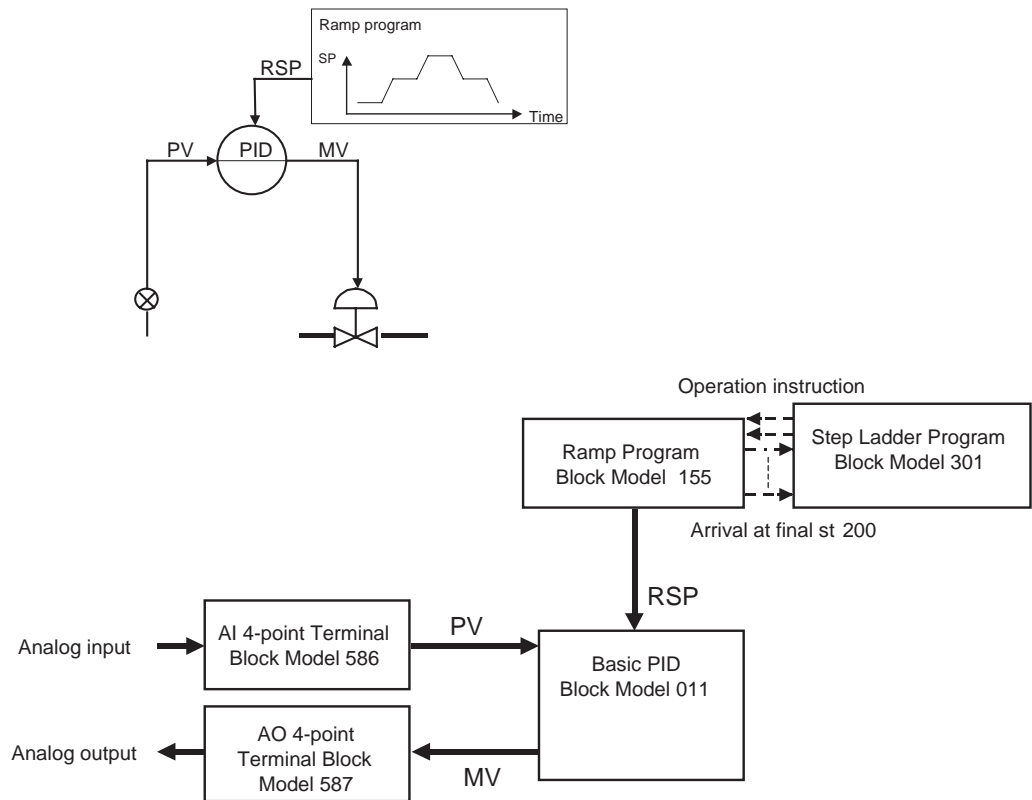 Ramp program
SP
Time
RSP
PV
PID
MV
Operation instruction
Ramp Program
Block Model 155
Step Ladder Program
Block Model 301
Arrival at final st 200
RSP
Analog input
AI 4-point Terminal
Block Model 586
PV
Basic PID
Block Model 011
Analog output
AO 4-point
Terminal Block
Model 587
MV